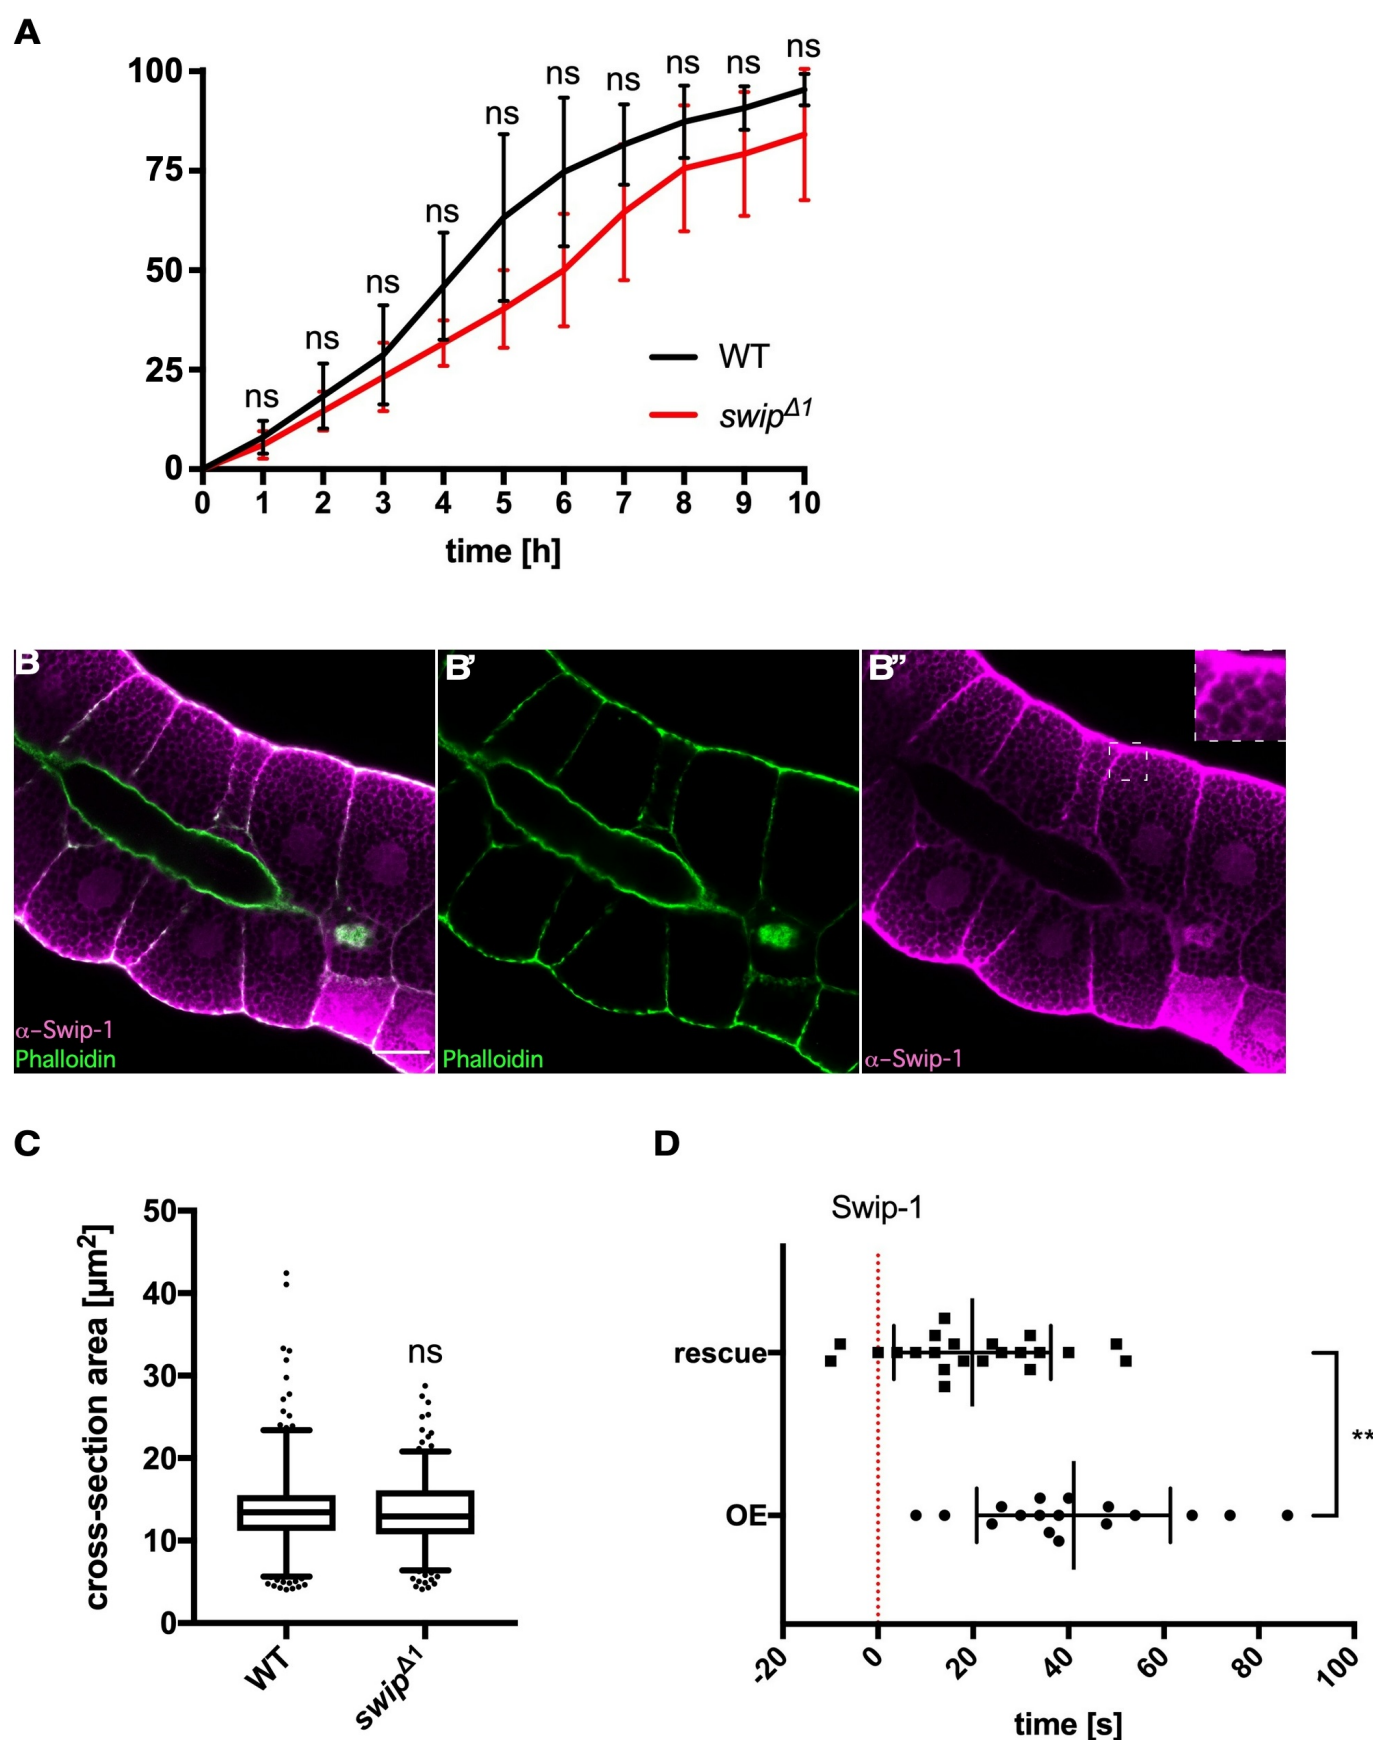 A
ns
ns
ns
ns
ns
ns
ns
ns
ns
ns
100
75
50
25
0
WT
swipΔ1
0 1 2 3 4 5 6 7 8 9 10
time [h]
B
B’
B”
α–Swip-1
Phalloidin
Phalloidin
α–Swip-1
C
50
40
30
20
10
0
cross-section area [µm2]
ns
WT
swipΔ1
D
Swip-1
rescue
OE
**
-20 0 20 40 60 80 100
time [s]